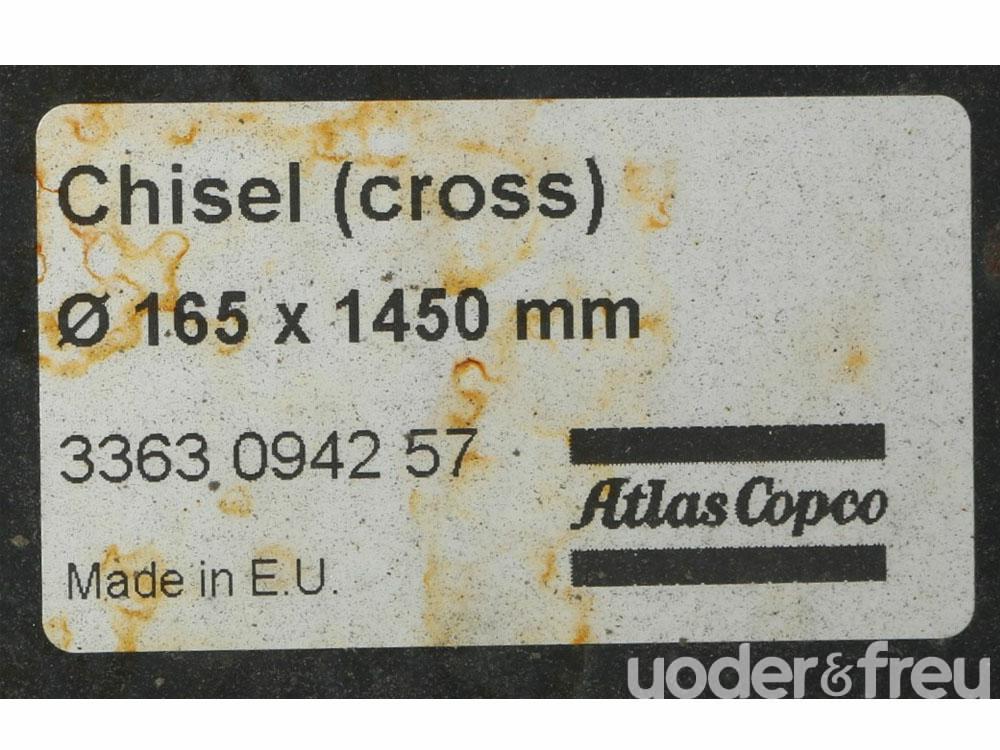 Chisel (cross)
Ø 165 x 1450 mm
3363 0942 57
Atlas Copco
Made in E.U.
yoder&frey